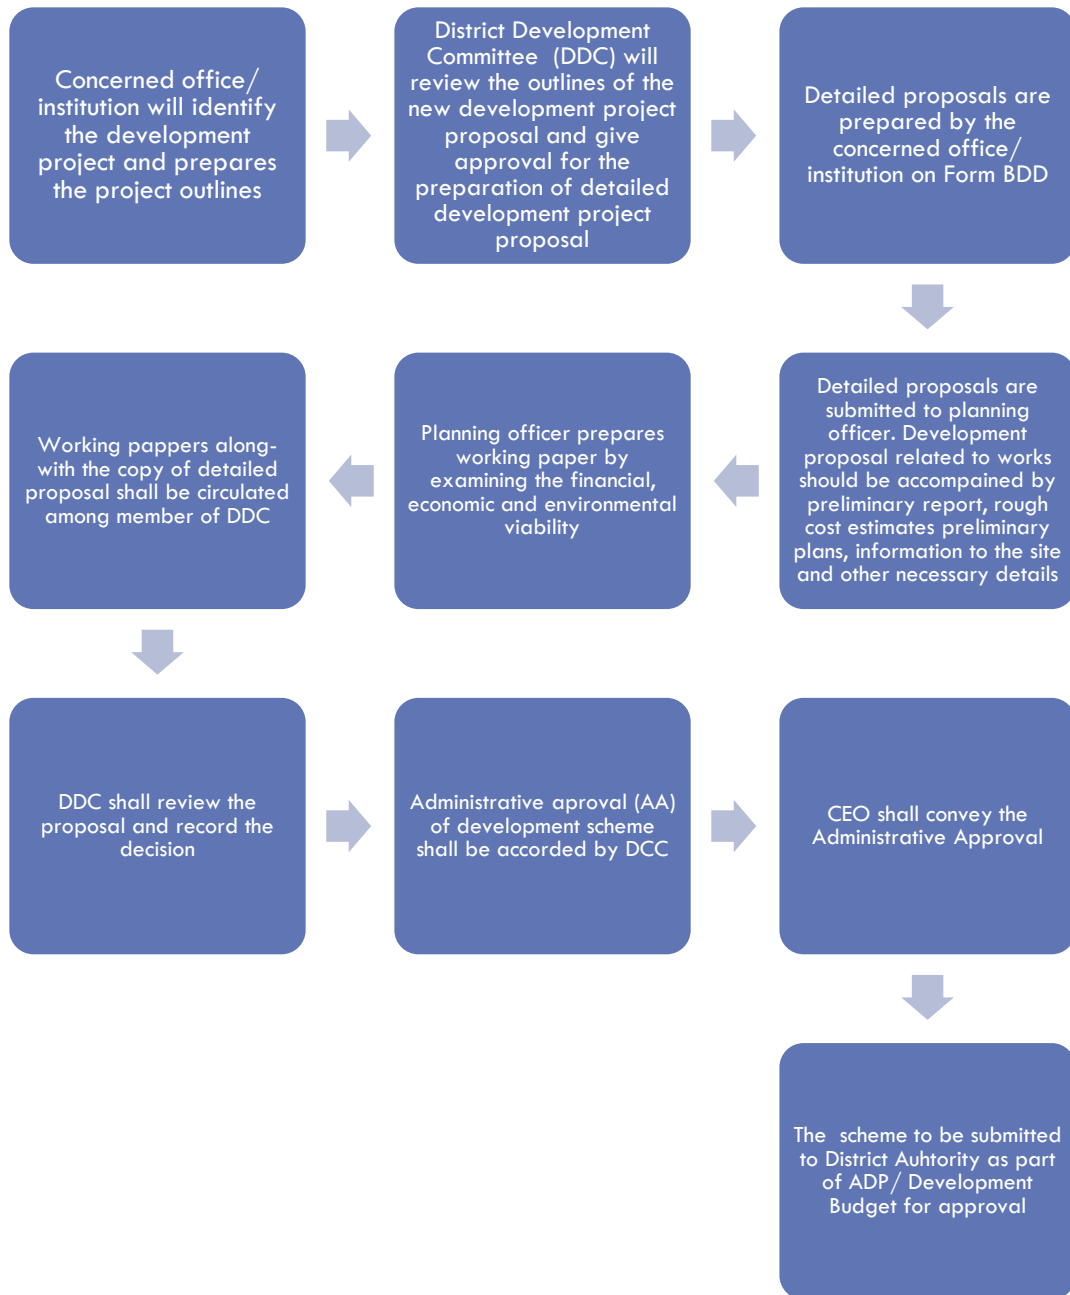 Concerned office/
institution will identify
the development
project and prepares
the project outlines
District Development
Committee (DDC) will
review the outlines of the
new development project
proposal and give
approval for the
preparation of detailed
development project
proposal
Detailed proposals are
prepared by the
concerned office/
institution on Form BDD
Detailed proposals are
submitted to planning
officer. Development
proposal related to works
should be accompained by
preliminary report, rough
cost estimates preliminary
plans, information to the site
and other necessary details
Planning officer prepares
working paper by
examining the financial,
economic and environmental
viability
Working pappers along-
with the copy of detailed
proposal shall be circulated
among member of DDC
DDC shall review the
proposal and record the
decision
Administrative aproval (AA)
of development scheme
shall be accorded by DCC
CEO shall convey the
Administrative Approval
The scheme to be submitted
to District Auhtority as part
of ADP/ Development
Budget for approval